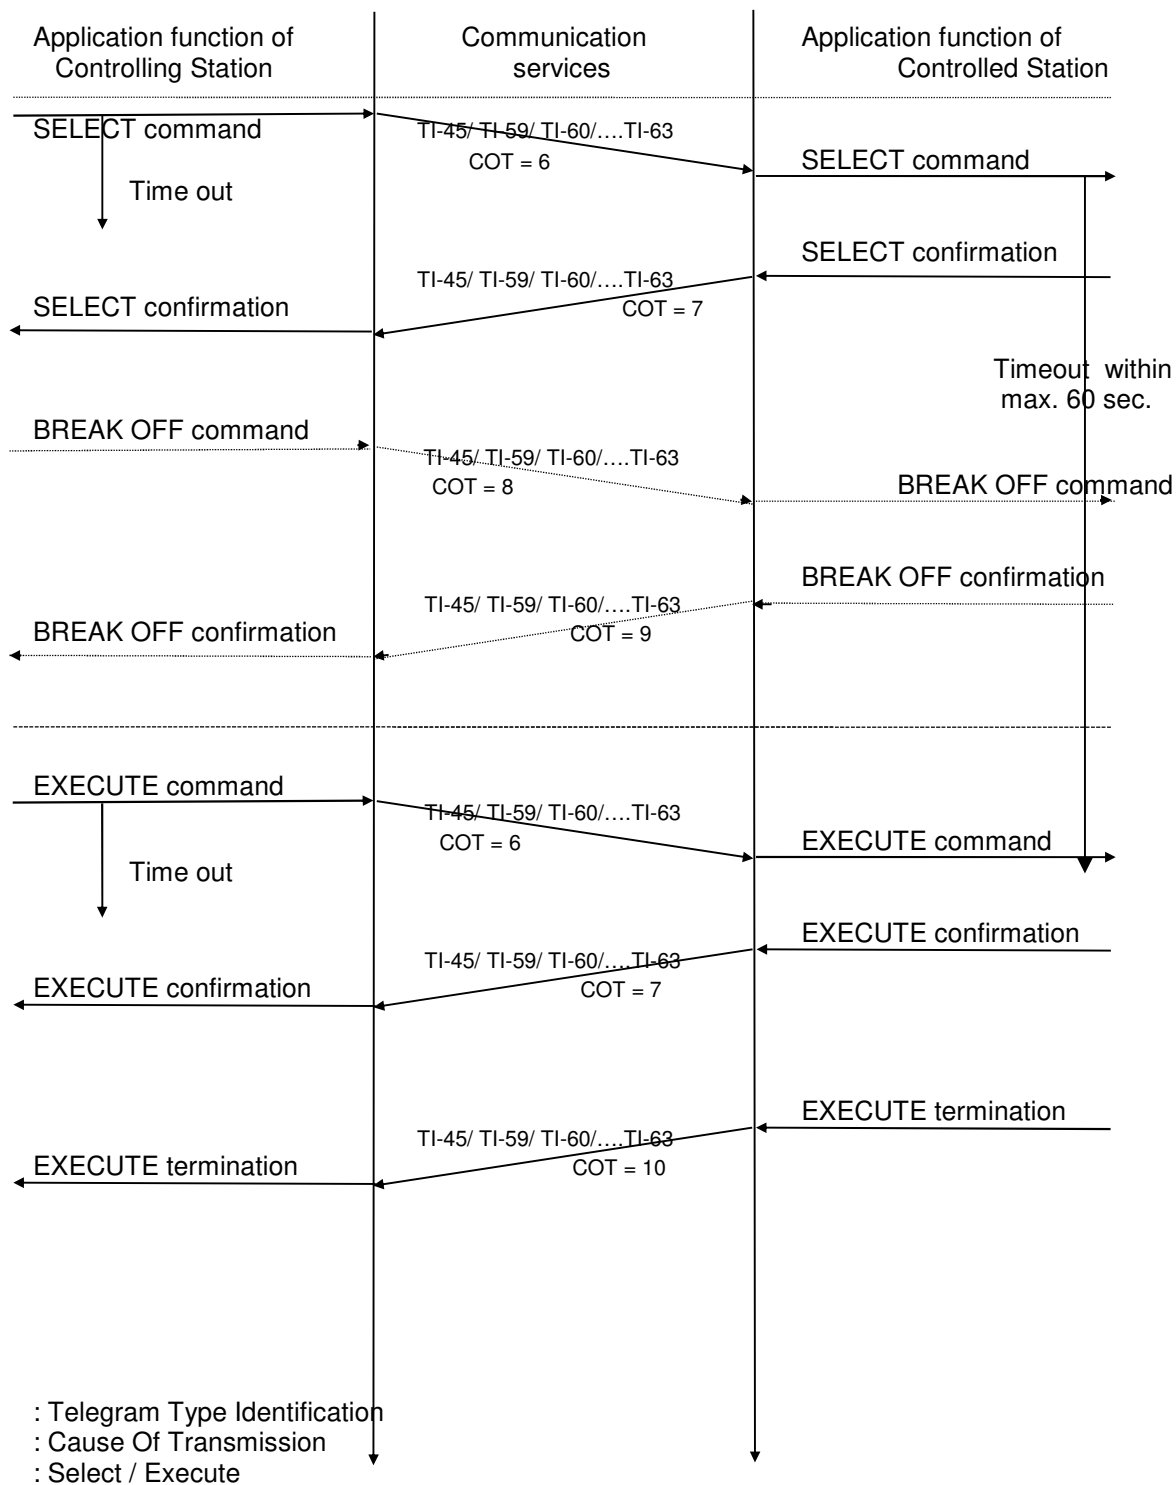 Application function of
Controlling Station
Communication
services
Application function of
Controlled Station
SELECT command
TI-45/ TI-59/ TI-60/….TI-63
COT = 6
SELECT command
Time out
SELECT confirmation
TI-45/ TI-59/ TI-60/….TI-63
COT = 7
SELECT confirmation
Timeout within
max. 60 sec.
BREAK OFF command
TI-45/ TI-59/ TI-60/….TI-63
COT = 8
BREAK OFF command
BREAK OFF confirmation
TI-45/ TI-59/ TI-60/….TI-63
COT = 9
BREAK OFF confirmation
EXECUTE command
TI-45/ TI-59/ TI-60/….TI-63
COT = 6
EXECUTE command
Time out
EXECUTE confirmation
TI-45/ TI-59/ TI-60/….TI-63
COT = 7
EXECUTE confirmation
EXECUTE termination
TI-45/ TI-59/ TI-60/….TI-63
COT = 10
EXECUTE termination
: Telegram Type Identification
: Cause Of Transmission
: Select / Execute